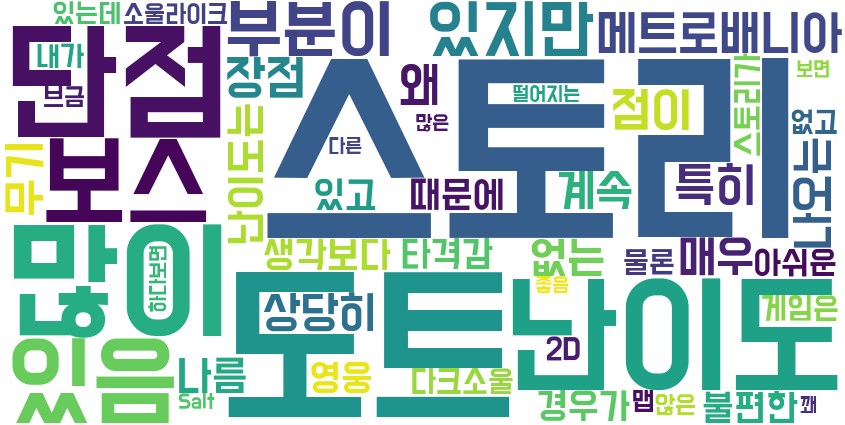 있는데 소울라이크 부분이 있지만 메트로배니아
단점 내가 브금 장점 왜 많은 떨어지는 점이 스토리가 보면
스토리
무기 보스 난이도는 다른 있고 때문에 계속 특히 없고 나오는
많이 하다보면 생각보다 타격감 없는 좋음 물론 매우 아쉬운
도트 상당히 난이도 게임은
있음 나름 Salt 영웅 다크소울 2D 경우가 맵 않은 불편한 꽤